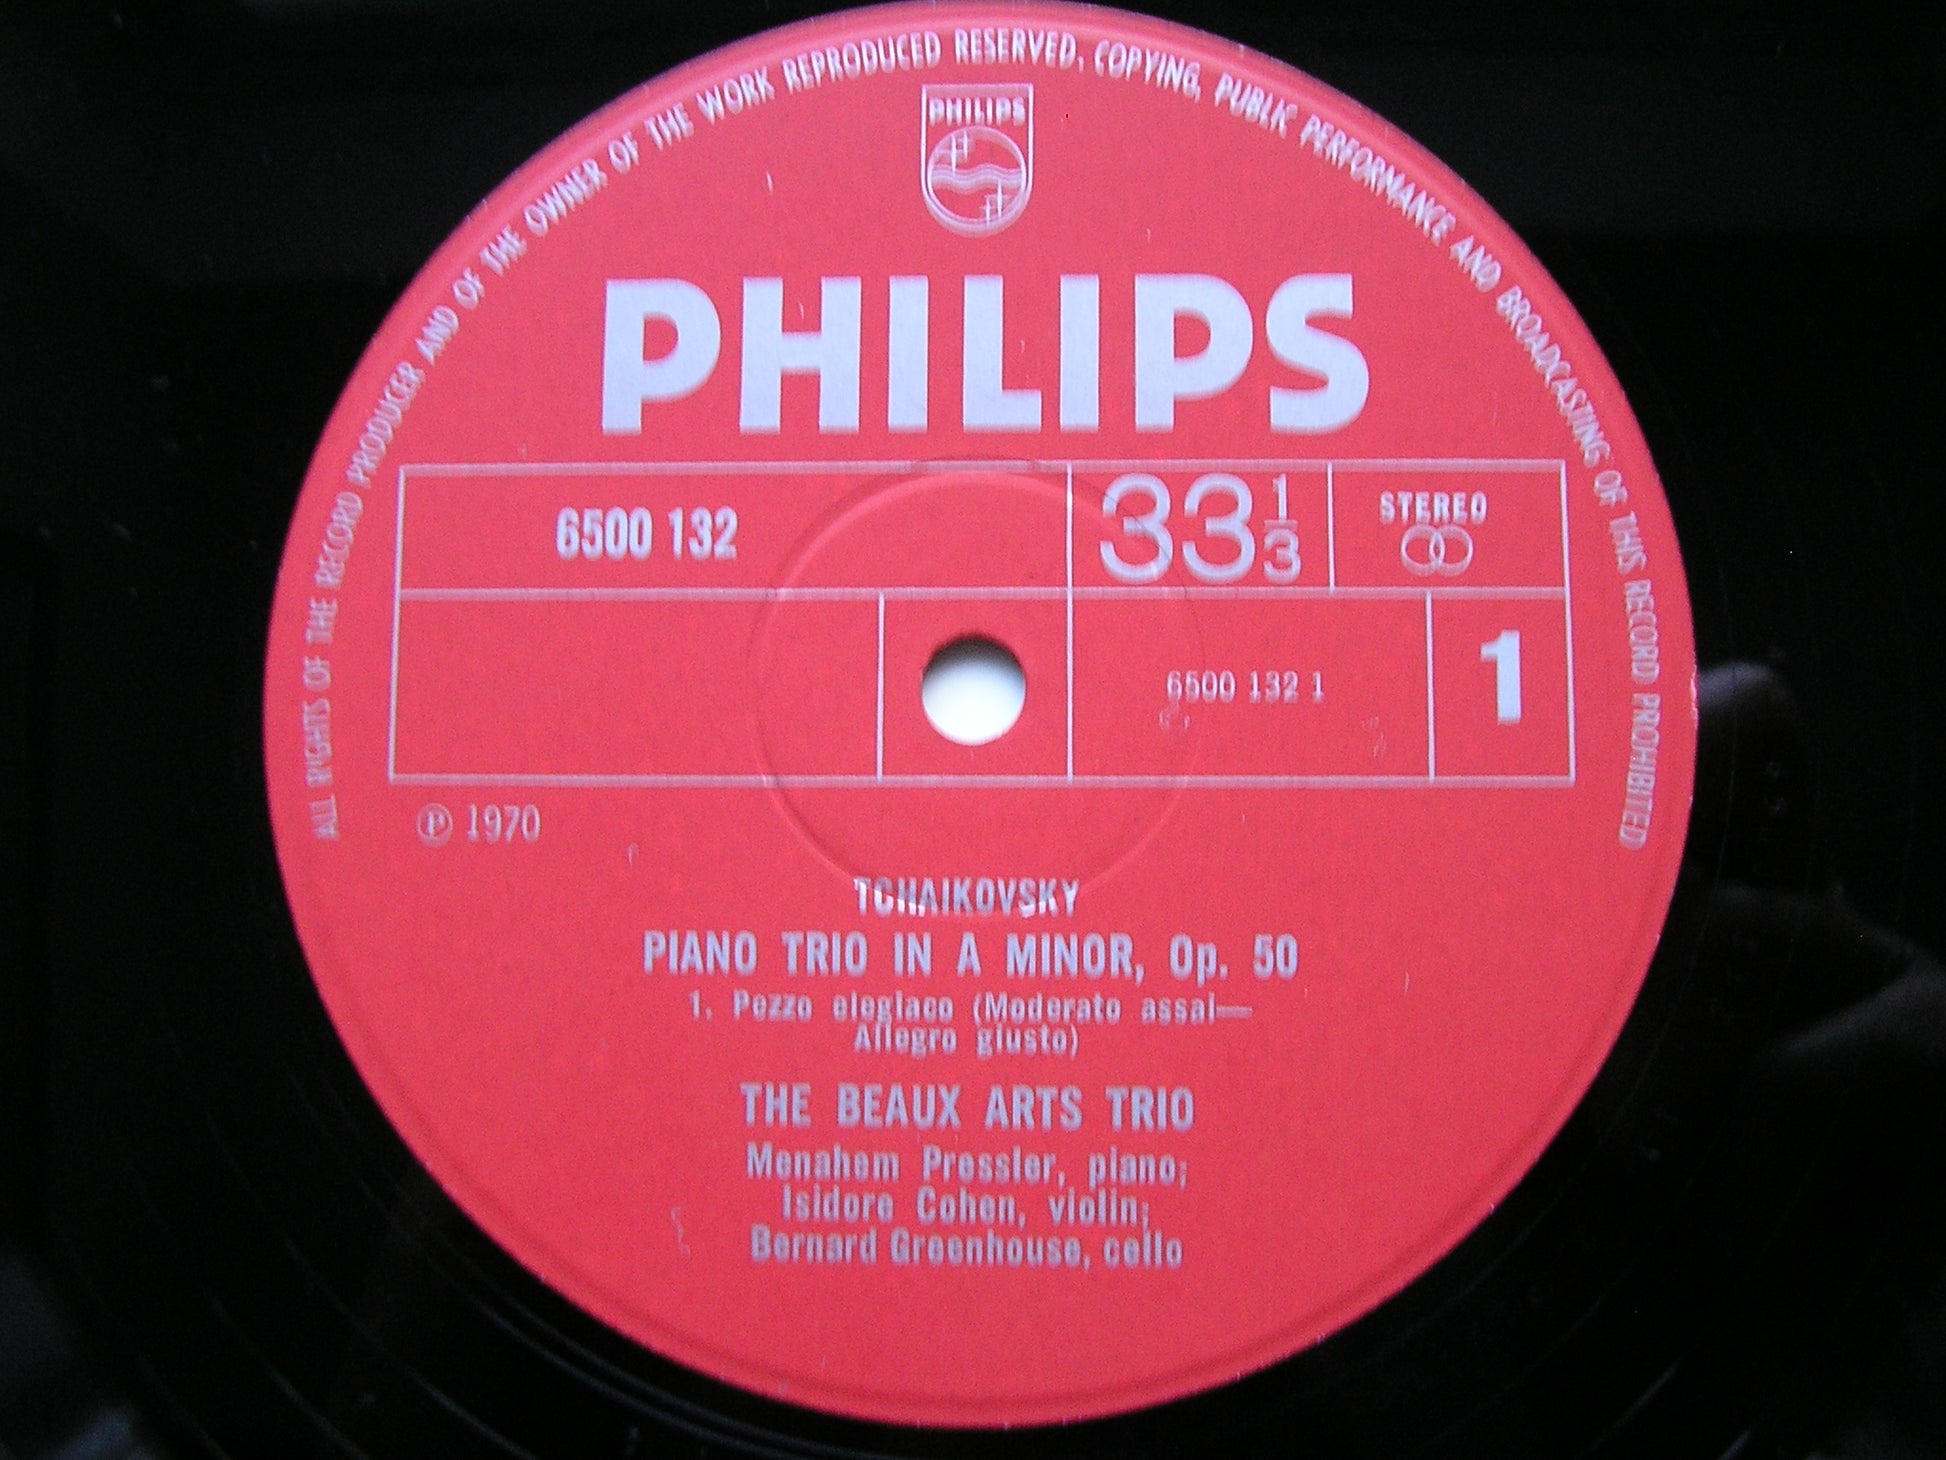 ALL RIGHTS OF THE RECORD PRODUCER AND OF THE OWNER OF THE WORK REPRODUCED RESERVED. COPYING, PUBLIC PERFORMANCE AND BROADCASTING OF THIS RECORD PROHIBITED
PHILIPS
PHILIPS
6500 132
33 1/3
STEREO
6500 132 1
1
Ⓟ 1970
TCHAIKOVSKY
PIANO TRIO IN A MINOR, Op. 50
1. Pezzo elegiaco (Moderato assai—
Allegro giusto)
THE BEAUX ARTS TRIO
Menahem Pressler, piano;
Isidore Cohen, violin;
Bernard Greenhouse, cello